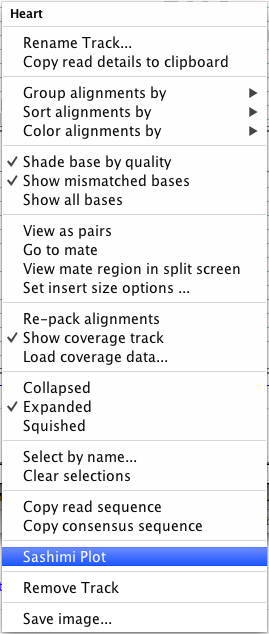 Heart
Rename Track...
Copy read details to clipboard
Group alignments by
Sort alignments by
Color alignments by
Shade base by quality
Show mismatched bases
Show all bases
View as pairs
Go to mate
View mate region in split screen
Set insert size options ...
Re-pack alignments
Show coverage track
Load coverage data...
Collapsed
Expanded
Squished
Select by name...
Clear selections
Copy read sequence
Copy consensus sequence
Sashimi Plot
Remove Track
Save image...